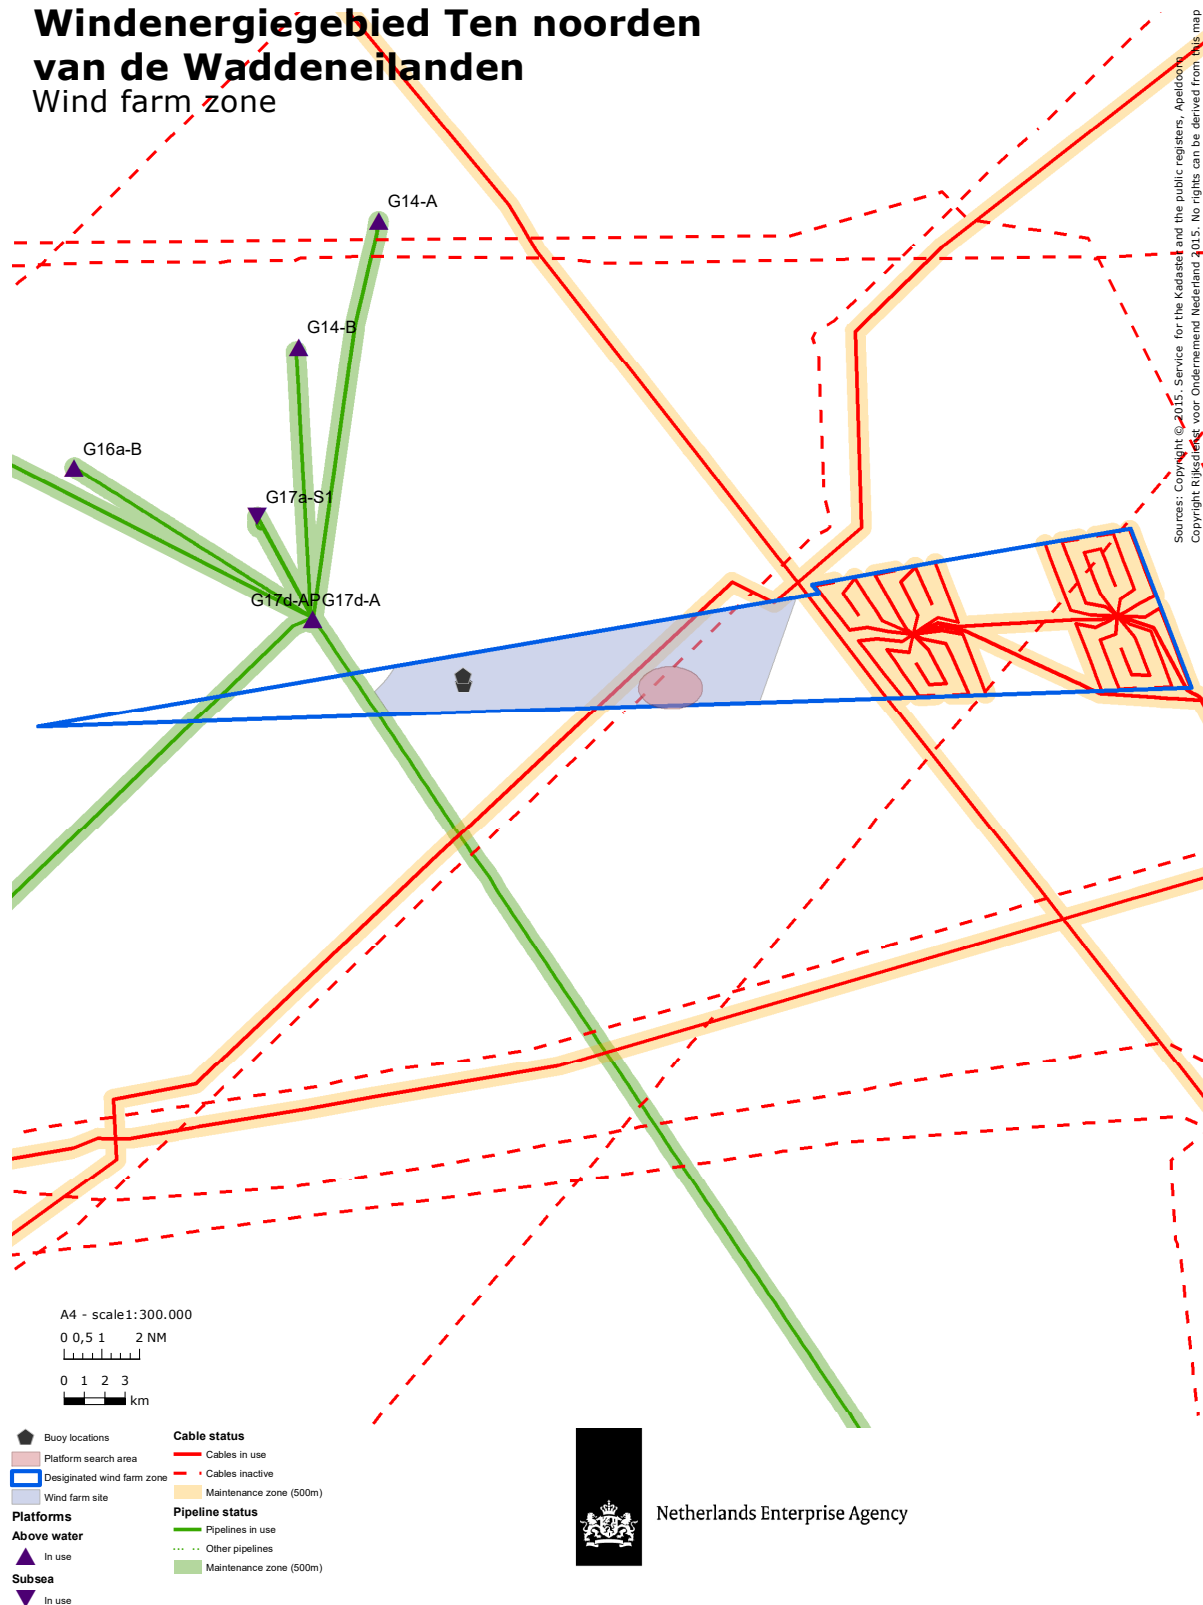 Windenergiegebied Ten noorden
van de Waddeneilanden
Wind farm zone
Sources: Copyright © 2015. Service for the Kadaster and the public registers, Apeldoorn
Copyright Rijksdienst voor Ondernemend Nederland 2015. No rights can be derived from this map
G14-A
G14-B
G16a-B
G17a-S1
G17d-AP G17d-A
A4 - scale1:300.000
0 0,5 1 2 NM
0 1 2 3
km
Buoy locations
Platform search area
Desiginated wind farm zone
Wind farm site
Platforms
Above water
In use
Subsea
In use
Cable status
Cables in use
Cables inactive
Maintenance zone (500m)
Pipeline status
Pipelines in use
Other pipelines
Maintenance zone (500m)
Netherlands Enterprise Agency